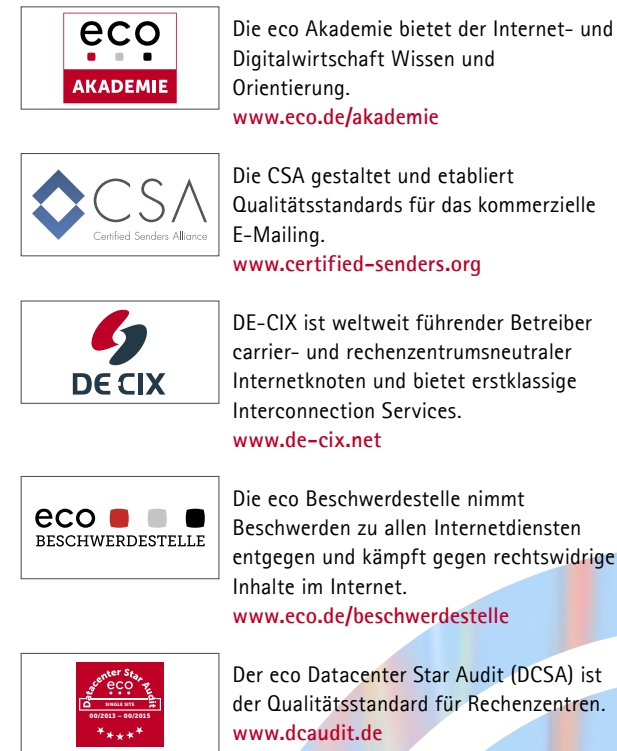 eco
AKADEMIE
Die eco Akademie bietet der Internet- und
Digitalwirtschaft Wissen und
Orientierung.
www.eco.de/akademie
CSA
Certified Senders Alliance
Die CSA gestaltet und etabliert
Qualitätsstandards für das kommerzielle
E-Mailing.
www.certified-senders.org
DE CIX
DE-CIX ist weltweit führender Betreiber
carrier- und rechenzentrumsneutraler
Internetknoten und bietet erstklassige
Interconnection Services.
www.de-cix.net
eco
BESCHWERDESTELLE
Die eco Beschwerdestelle nimmt
Beschwerden zu allen Internetdiensten
entgegen und kämpft gegen rechtswidrige
Inhalte im Internet.
www.eco.de/beschwerdestelle
Datacenter Star Audit
eco
SINGLE SITE
00/2013 – 00/2015
Der eco Datacenter Star Audit (DCSA) ist
der Qualitätsstandard für Rechenzentren.
www.dcaudit.de